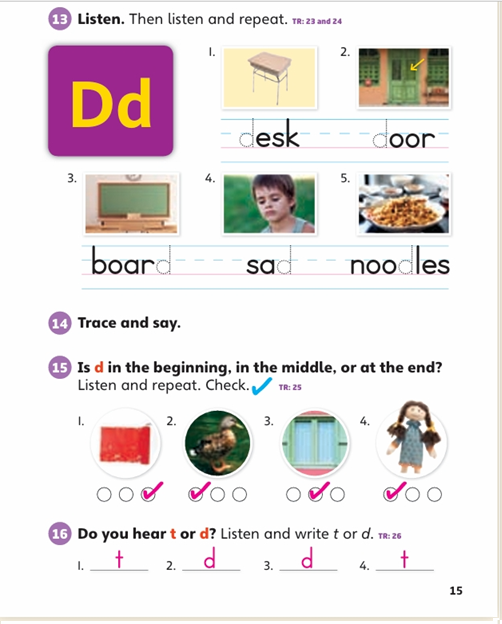 13 Listen. Then listen and repeat. TR: 23 and 24
Dd
1. 2.
desk door
3. 4. 5.
board sad noodles
14 Trace and say.
15 Is d in the beginning, in the middle, or at the end?
Listen and repeat. Check. TR: 25
1. 2. 3. 4.
16 Do you hear t or d? Listen and write t or d. TR: 26
1. t 2. d 3. d 4. t
15